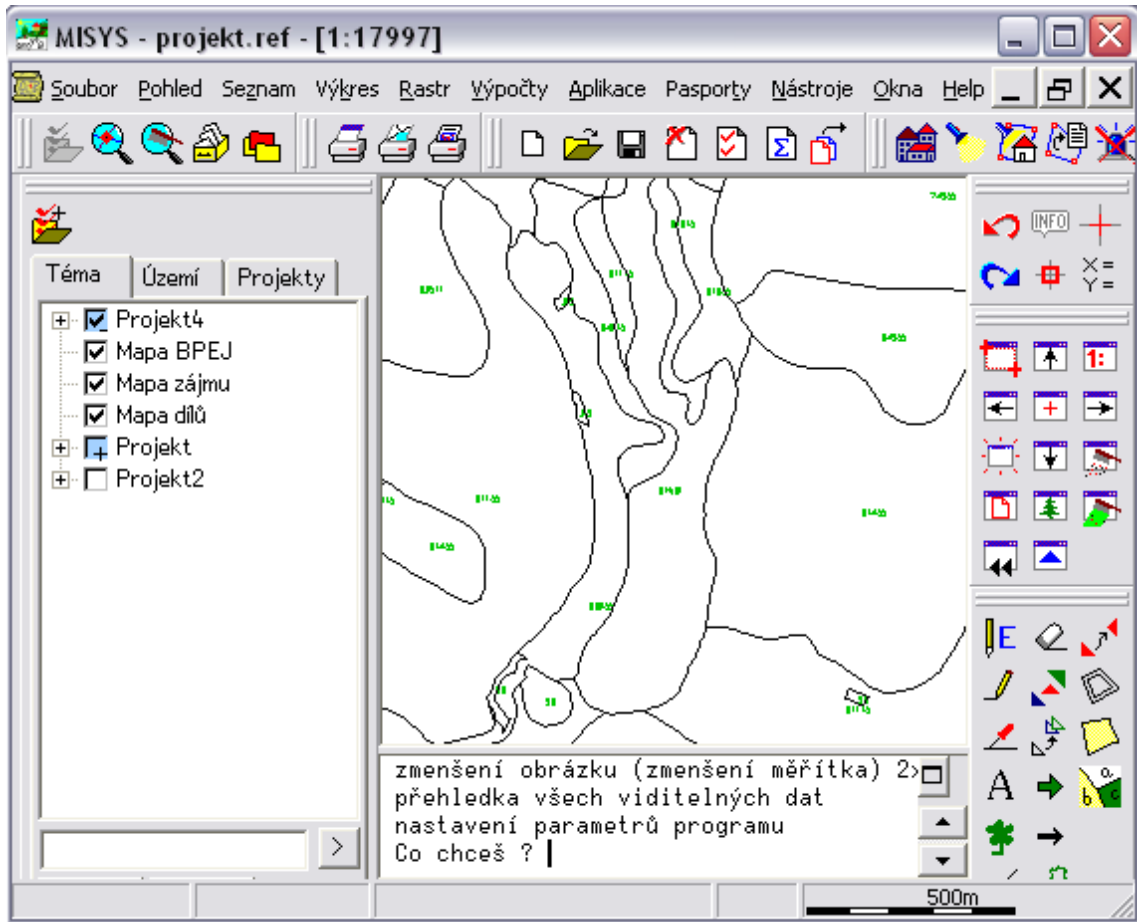 MISYS - projekt.ref - [1:17997]
Soubor Pohled Seznam Výkres Rastr Výpočty Aplikace Pasporty Nástroje Okna Help
INFO
X =
Y =
Téma Území Projekty
Projekt4
Mapa BPEJ
Mapa zájmu
Mapa dílů
Projekt
Projekt2
1:
E
A
a
b
c
zmenšení obrázku (zmenšení měřítka) 2>
přehledka všech viditelných dat
nastavení parametrů programu
Co chceš ?
500m